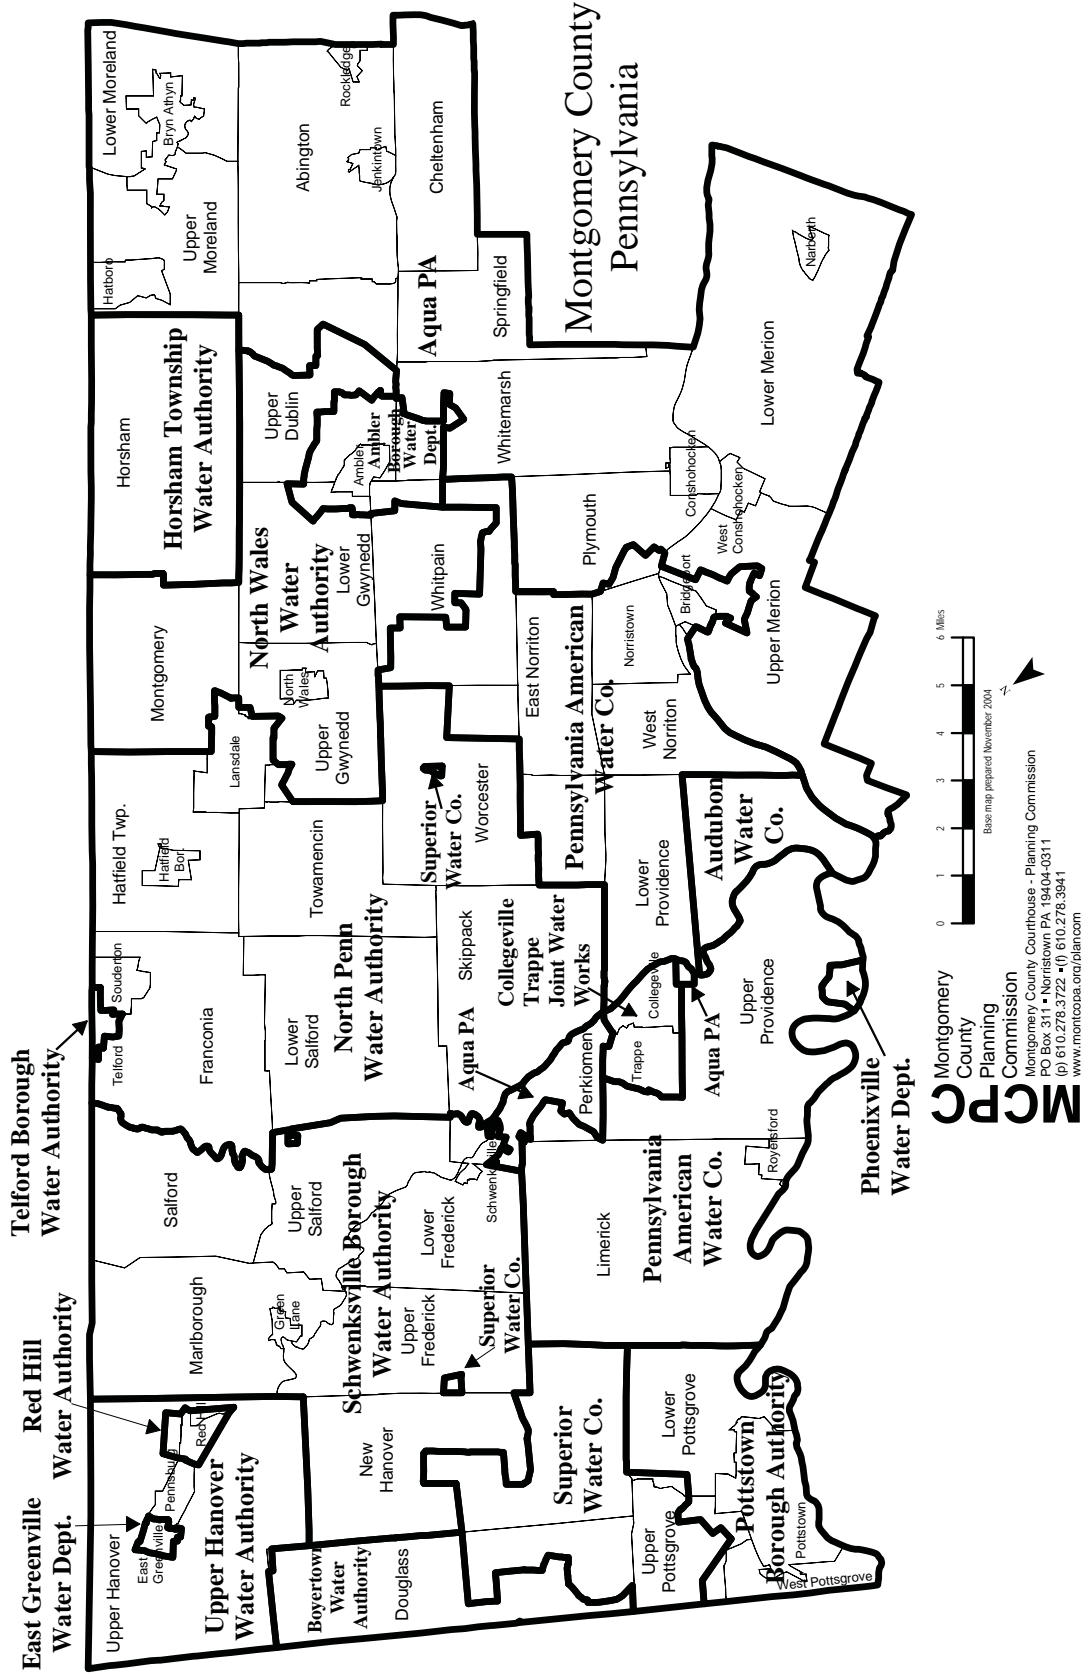 East Greenville
Water Dept.
Red Hill
Water Authority
Telford Borough
Water Authority
Upper Hanover
East
Greenville
Pennsburg
Red Hill
Upper Hanover
Water Authority
Marlborough
Green
Lane
Salford
Upper
Salford
Telford
Souderton
Franconia
Lower
Salford
Hatfield Twp.
Hatfield
Bor.
Lansdale
Towamencin
Montgomery
North
Wales
Upper
Gwynedd
North Wales
Water
Authority
Lower
Gwynedd
Horsham
Horsham Township
Water Authority
Hatboro
Upper
Moreland
Lower Moreland
Bryn Athyn
Abington
Rockledge
Jenkintown
Cheltenham
Upper
Dublin
Ambler
Ambler
Borough
Water
Dept.
Aqua PA
Springfield
Whitemarsh
Whitpain
Boyertown
Water
Authority
Douglass
New
Hanover
Schwenksville Borough
Water Authority
Upper
Frederick
Lower
Frederick
Schwenksville
Superior
Water Co.
North Penn
Water Authority
Skippack
Aqua PA
Collegeville
Trappe
Joint Water
Works
Superior
Water Co.
Worcester
East Norriton
Pennsylvania American
Water Co.
Plymouth
Norristown
West
Norriton
Conshohocken
West
Conshohocken
Bridgeport
Upper Merion
Lower Merion
Narberth
Superior
Water Co.
Upper
Pottsgrove
Lower
Pottsgrove
Pottstown
Borough Authority
Pottstown
West Pottsgrove
Limerick
Pennsylvania
American
Water Co.
Royersford
Perkiomen
Trappe
Collegeville
Aqua PA
Upper
Providence
Lower
Providence
Audubon
Water
Co.
Phoenixville
Water Dept.
Montgomery County
Pennsylvania
MCPC
Montgomery
County
Planning
Commission
Montgomery County Courthouse - Planning Commission
PO Box 311 ▪ Norristown PA 19404-0311
(p) 610.278.3722 ▪ (f) 610.278.3941
www.montcopa.org/plancom
0 1 2 3 4 5 6 Miles
Base map prepared November 2004
N